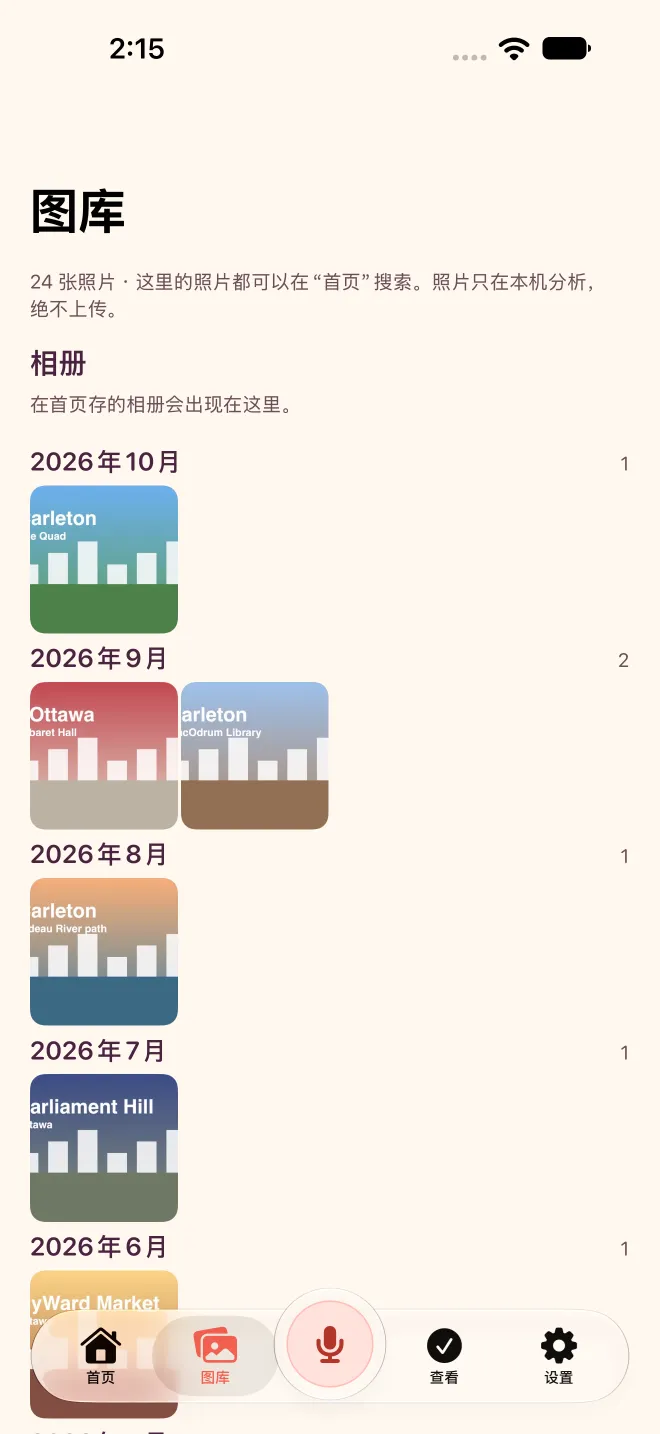 2:15
图库
24 张照片 · 这里的照片都可以在“首页”搜索。照片只在本机分析，
绝不上传。
相册
在首页存的相册会出现在这里。
2026年10月
1
arleton
e Quad
2026年9月
2
Ottawa
baret Hall
arleton
cOdrum Library
2026年8月
1
arleton
deau River path
2026年7月
1
arliament Hill
tawa
2026年6月
1
yWard Market
首页
图库
查看
设置